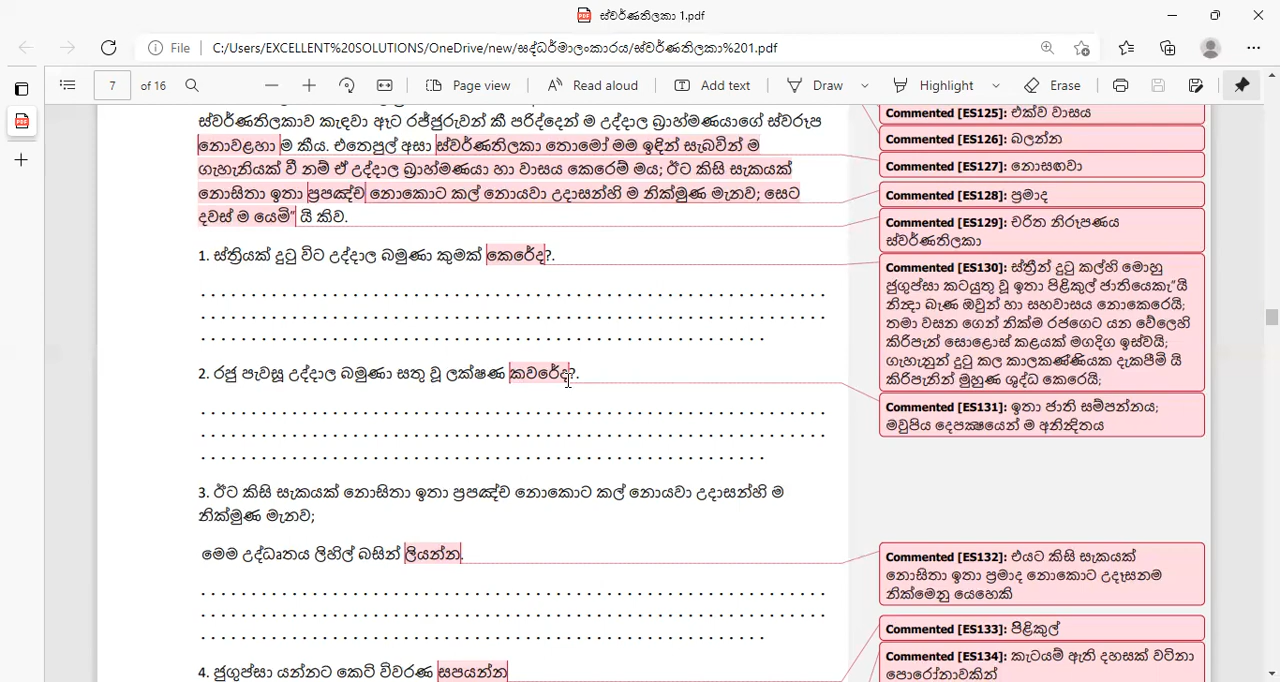 ස්වර්ණතිලකා 1.pdf
File
C:/Users/EXCELLENT%20SOLUTIONS/OneDrive/new/සද්ධර්මාලංකාරය/ස්වර්ණතිලකා%201.pdf
7 of 16
Page view
Read aloud
Add text
Draw
Highlight
Erase
ස්වර්ණතිලකාව කැඳවා ඇට රජ්ජුරුවන් කී පරිද්දෙන් ම උද්දාල බ්‍රාහ්මණයාගේ ස්වරූප
නොවළහා ම කීය. එතෙපුල් අසා ස්වර්ණතිලකා තොමෝ මම ඉඳින් සැබවින් ම
ගැහැනියක් වී නම් ඒ උද්දාල බ්‍රාහ්මණයා හා වාසය කෙරෙම් මය; ඊට කිසි සැකයක්
නොසිතා ඉතා ප්‍රපඤ්ච නොකොට කල් නොයවා උදාසන්හි ම නික්මුණ මැනව; සෙට
දවස් ම යෙමි" යි කිව.
1. ස්ත්‍රියක් දුටු විට උද්දාල බමුණා කුමක් කෙරේද?.
2. රජු පැවසූ උද්දාල බමුණා සතු වූ ලක්ෂණ කවරේද?.
3. ඊට කිසි සැකයක් නොසිතා ඉතා ප්‍රපඤ්ච නොකොට කල් නොයවා උදාසන්හි ම
නික්මුණ මැනව;
මෙම උද්ධෘතය ලිහිල් බසින් ලියන්න.
4. ජුගුප්සා යන්නට කෙටි විවරණ සපයන්න
Commented [ES125]: එක්ව වාසය
Commented [ES126]: බලන්න
Commented [ES127]: නොසඟවා
Commented [ES128]: ප්‍රමාද
Commented [ES129]: චරිත නිරූපණය
ස්වර්ණතිලකා
Commented [ES130]: ස්ත්‍රීන් දුටු කල්හි මොහු
ජුගුප්සා කටයුතු වූ ඉතා පිළිකුල් ජාතියෙකැ"යි
නින්‍දා බැණ ඔවුන් හා සහවාසය නොකෙරෙයි;
තමා වසන ගෙන් නික්ම රජගෙට යන වේලෙහි
කිරිපැන් සොළොස් කළයක් මගදිග ඉස්වයි;
ගැහැනුන් දුටු කල කාලකණ්ණියක දැකපීමි යි
කිරිපැනින් මුහුණ ශුද්ධ කෙරෙයි;
Commented [ES131]: ඉතා ජාති සම්පන්නය;
මවුපිය දෙපක්‍ෂයෙන් ම අනින්‍දිතය
Commented [ES132]: එයට කිසි සැකයක්
නොසිතා ඉතා ප්‍රමාද නොකොට උදෑසනම
නික්මෙනු යෙහෙකි
Commented [ES133]: පිළිකුල්
Commented [ES134]: කැටයම් ඇති දහසක් වටිනා
පොරෝනාවකින්